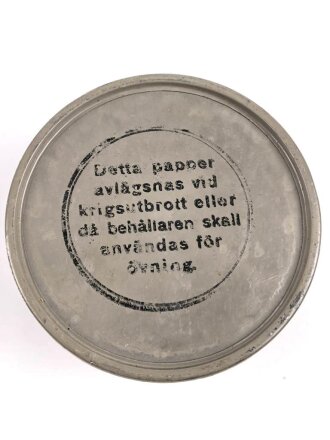 Detta papper
avlägsnas vid
krigsutbrott eller
då behållaren skall
användas för
övning.